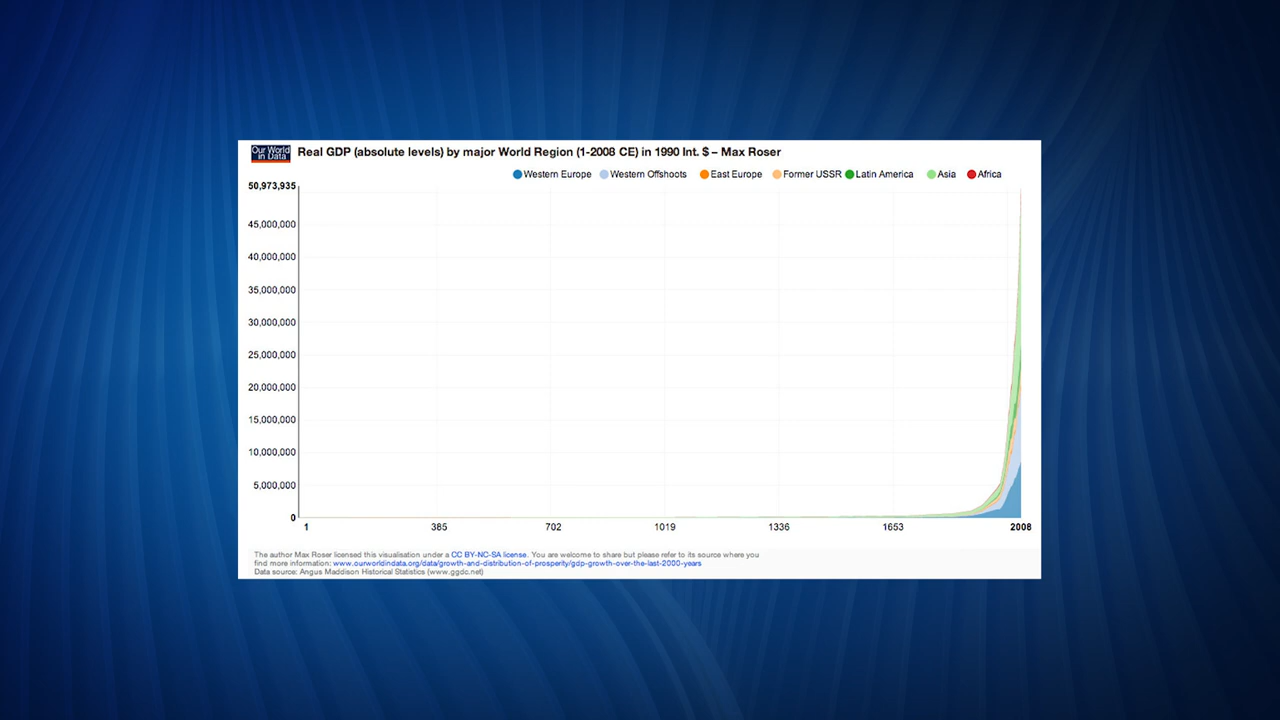 Our World
in Data
Real GDP (absolute levels) by major World Region (1-2008 CE) in 1990 Int. $ – Max Roser
Western Europe Western Offshoots East Europe Former USSR Latin America Asia Africa
50,973,935
45,000,000
40,000,000
35,000,000
30,000,000
25,000,000
20,000,000
15,000,000
10,000,000
5,000,000
0
1 385 702 1019 1336 1653 2008
The author Max Roser licensed this visualisation under a CC BY-NC-SA license. You are welcome to share but please refer to its source where you
find more information: www.ourworldindata.org/data/growth-and-distribution-of-prosperity/gdp-growth-over-the-last-2000-years
Data source: Angus Maddison Historical Statistics (www.ggdc.net)